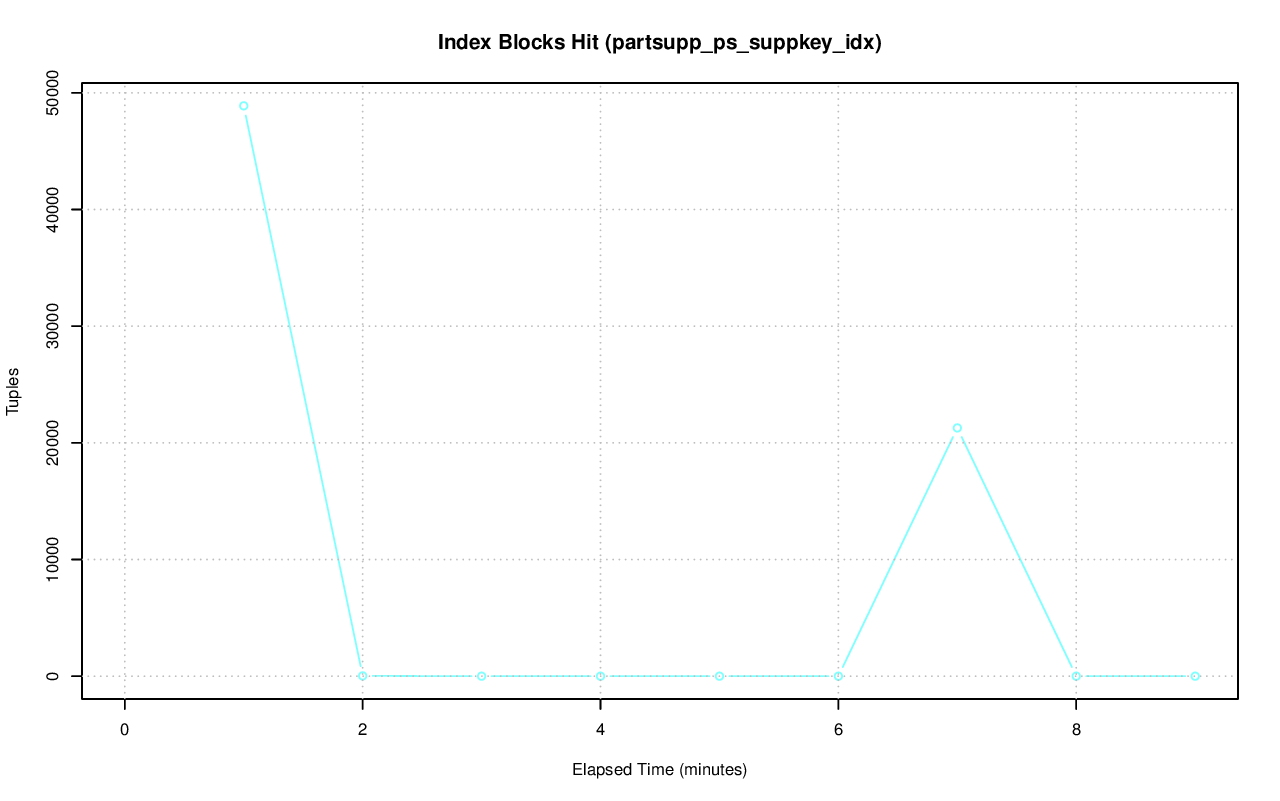 Index Blocks Hit (partsupp_ps_suppkey_idx)
50000
40000
30000
20000
10000
0
Tuples
0 2 4 6 8
Elapsed Time (minutes)